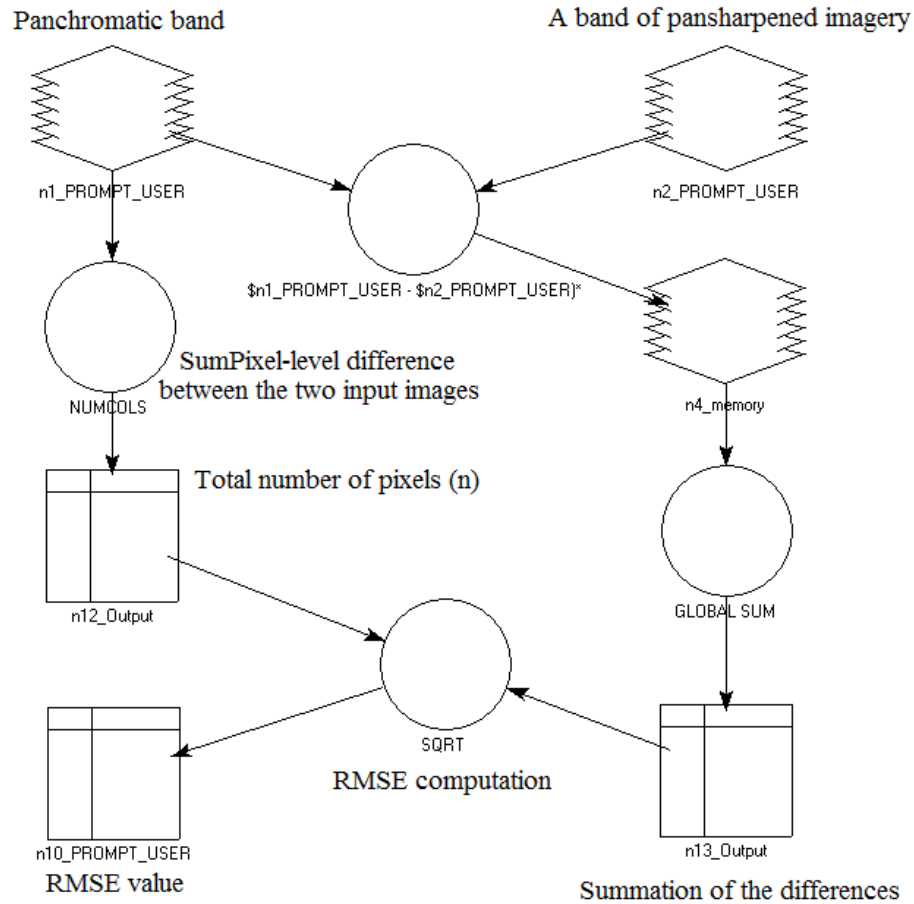 Panchromatic band
A band of pansharpened imagery
n1_PROMPT_USER
n2_PROMPT_USER
$n1_PROMPT_USER - $n2_PROMPT_USER)*
SumPixel-level difference
between the two input images
NUMCOLS
n4_memory
Total number of pixels (n)
n12_Output
GLOBAL SUM
SQRT
RMSE computation
n10_PROMPT_USER
RMSE value
n13_Output
Summation of the differences